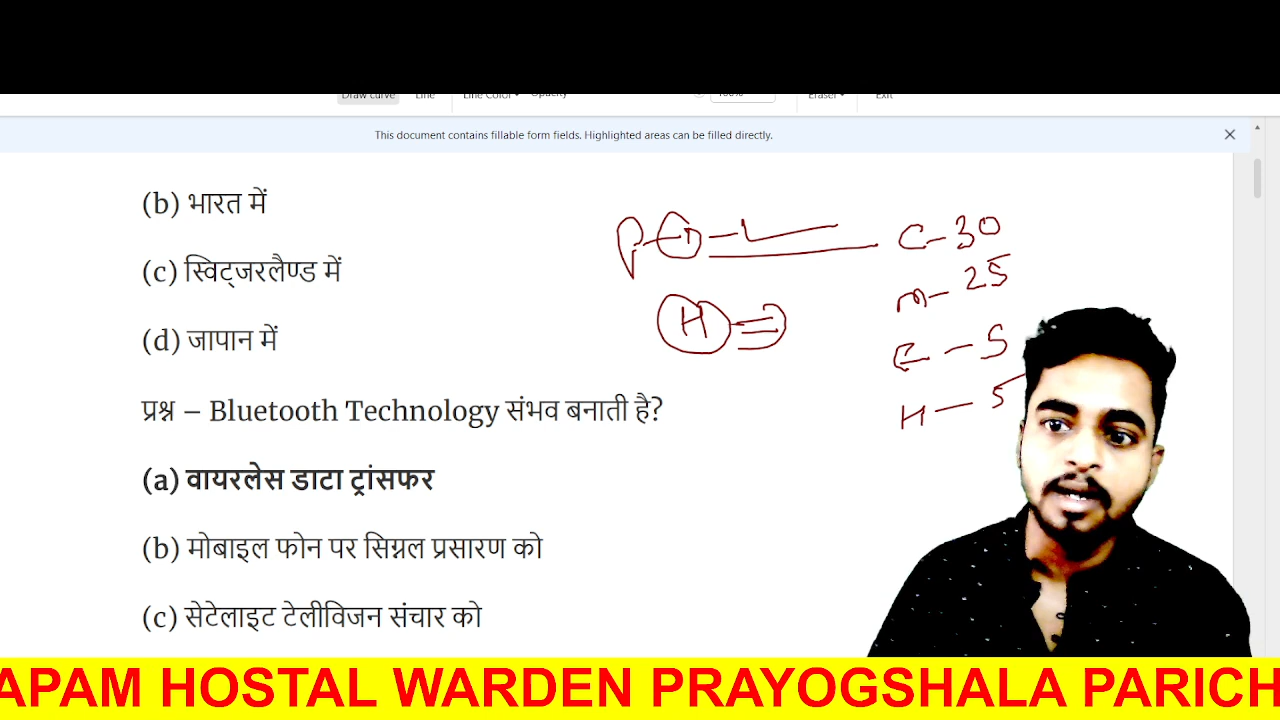 This document contains fillable form fields. Highlighted areas can be filled directly.
(b) भारत में
(c) स्विट्जरलैण्ड में
(d) जापान में
प्रश्न – Bluetooth Technology संभव बनाती है?
(a) वायरलेस डाटा ट्रांसफर
(b) मोबाइल फोन पर सिग्नल प्रसारण को
(c) सेटेलाइट टेलीविजन संचार को
C-30
m-25
E-5
H-5
H
APAM HOSTAL WARDEN PRAYOGSHALA PARICH